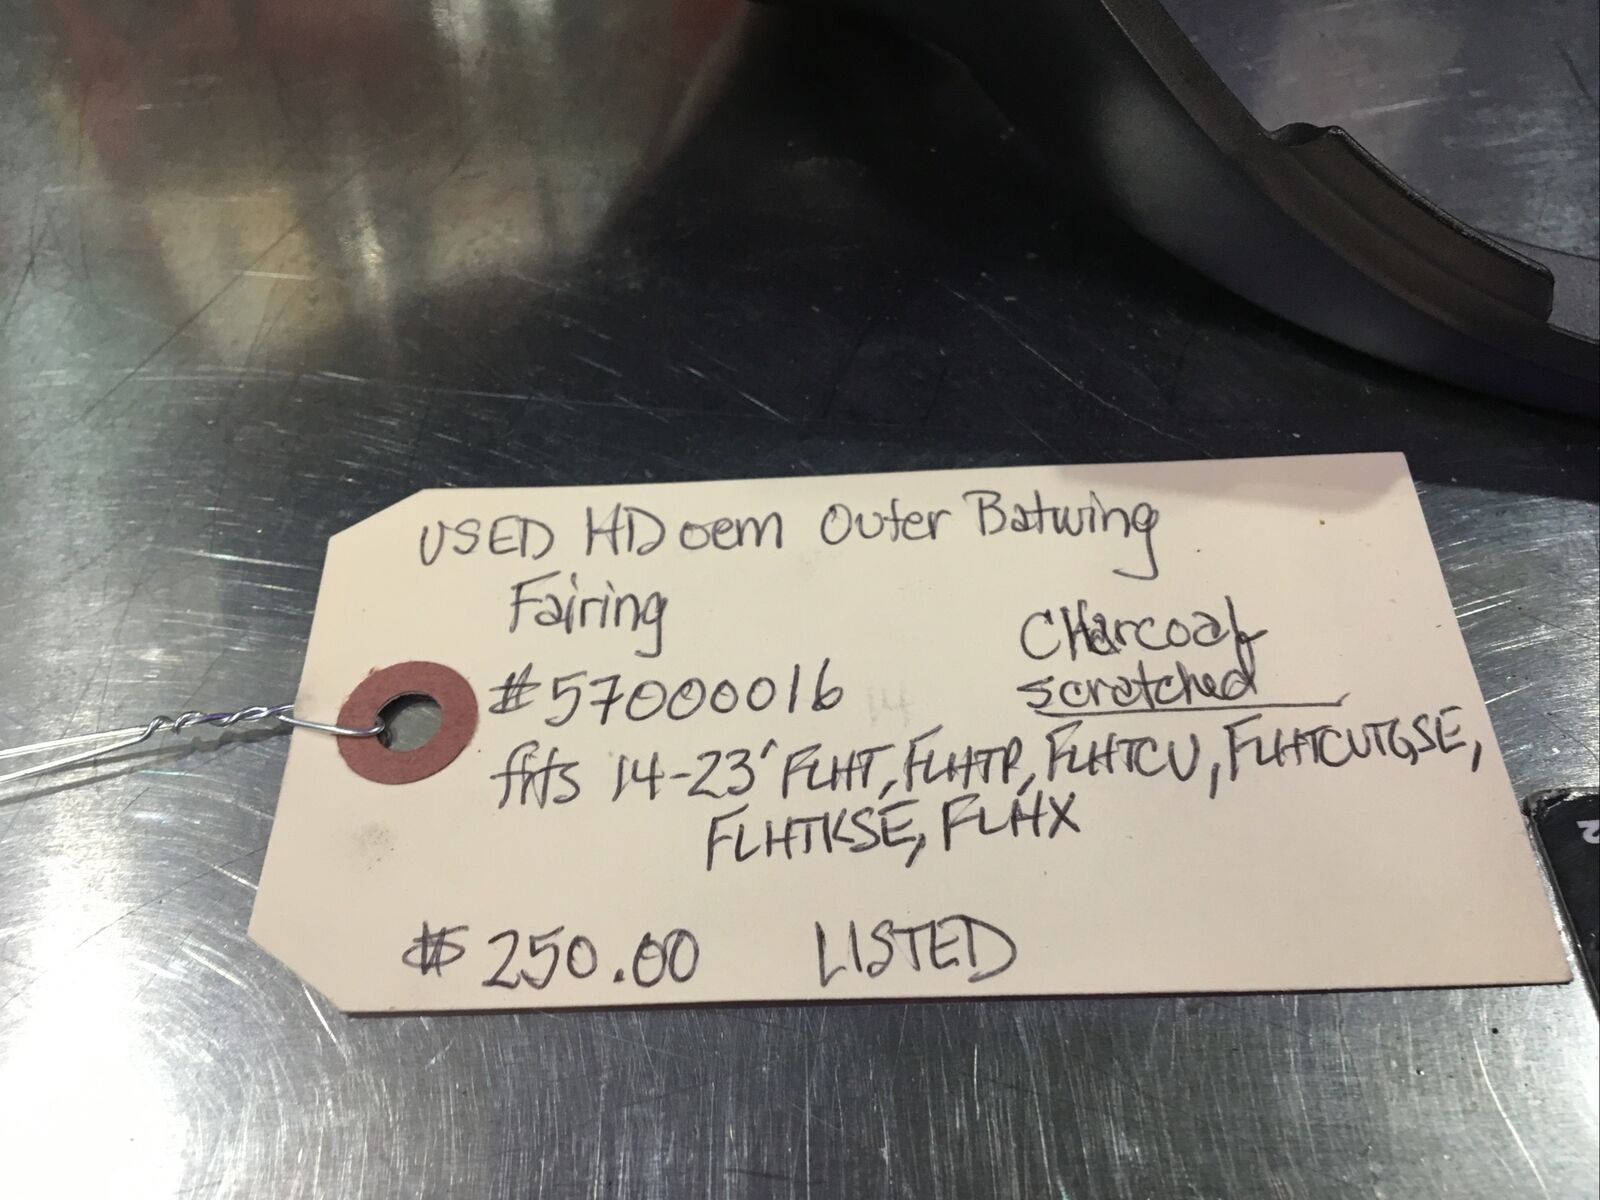 USED HD oem Outer Batwing
Fairing
CHarcoal
#57000016
scratched
fits 14-23' FLHT, FLHTP, FLHTCU, FLHTCUTGSE,
FLHTKSE, FLHX
$250.00 LISTED